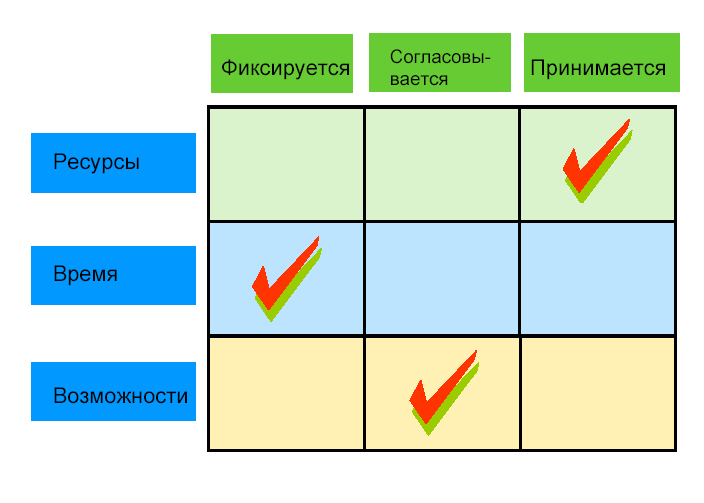 Фиксируется
Согласовы-
вается
Принимается
Ресурсы
Время
Возможности